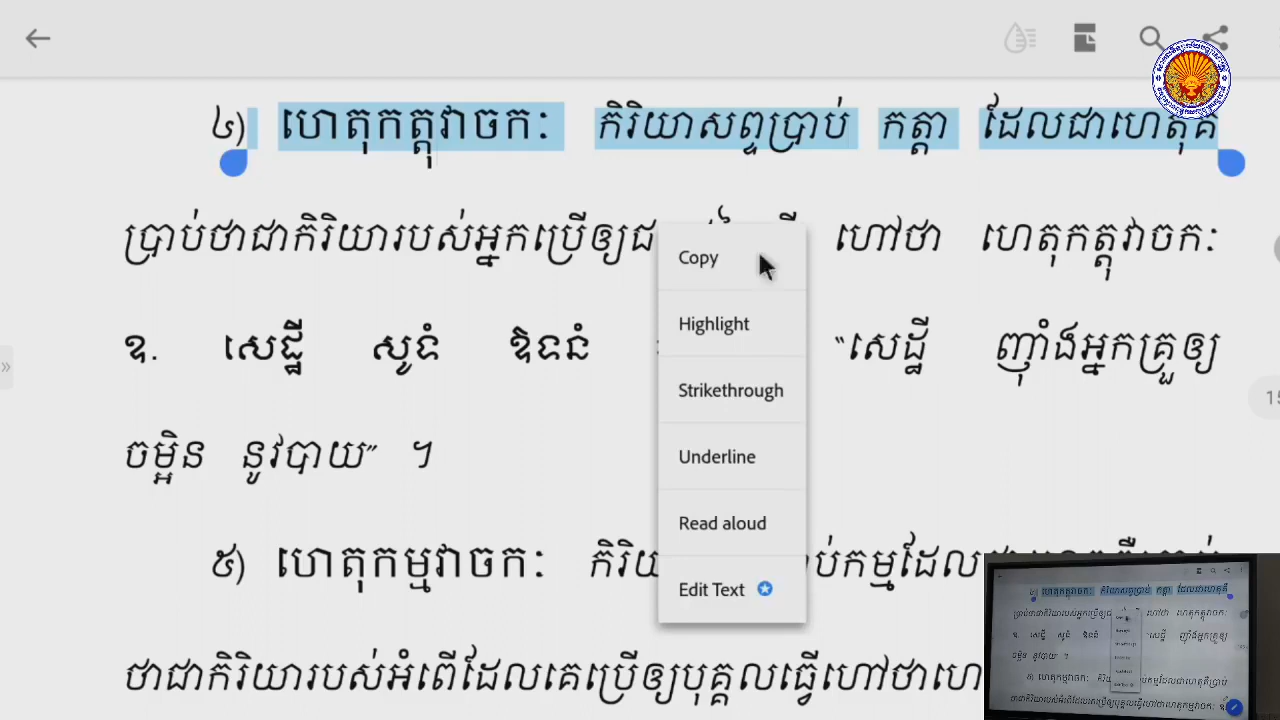 ៤) ហេតុកត្តុវាចកៈ កិរិយាសព្ទប្រាប់ កត្តា ដែលជាហេតុគឺ
ប្រាប់ថាជាកិរិយារបស់អ្នកប្រើឲ្យជ ហៅថា ហេតុកត្តុវាចកៈ
ឧ. សេដ្ឋី សូទំ ឱទនំ “សេដ្ឋី ញ៉ាំងអ្នកគ្រួឲ្យ
ចម្អិន នូវបាយ” ។
៥) ហេតុកម្មវាចកៈ កិរិយ ប់កម្មដែល
ថាជាកិរិយារបស់អំពីដែលគេប្រើឲ្យបុគ្គលធ្វើហៅថាហេ
Copy
Highlight
Strikethrough
Underline
Read aloud
Edit Text
15